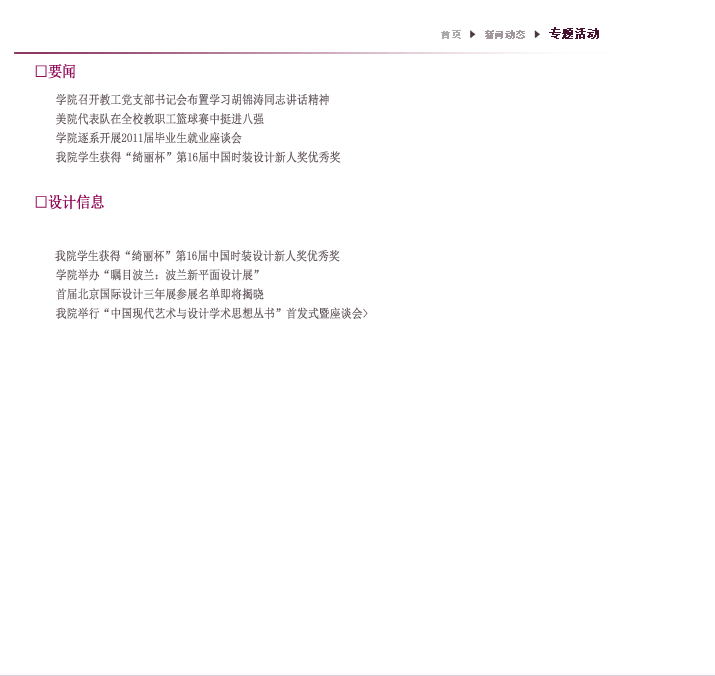 首页 ▶ 新闻动态 ▶ 专题活动
□要闻
学院召开教工党支部书记会布置学习胡锦涛同志讲话精神
美院代表队在全校教职工篮球赛中挺进八强
学院逐系开展2011届毕业生就业座谈会
我院学生获得“绮丽杯”第16届中国时装设计新人奖优秀奖
□设计信息
我院学生获得“绮丽杯”第16届中国时装设计新人奖优秀奖
学院举办“瞩目波兰：波兰新平面设计展”
首届北京国际设计三年展参展名单即将揭晓
我院举行“中国现代艺术与设计学术思想丛书”首发式暨座谈会>